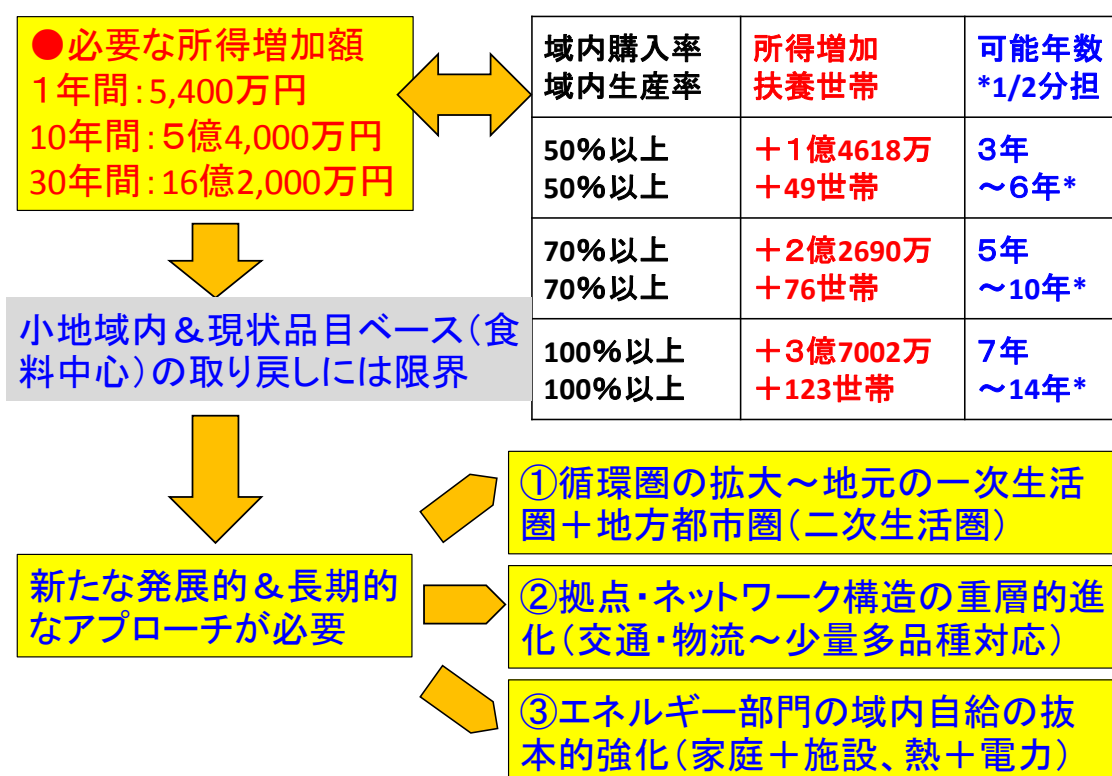 ●必要な所得増加額
１年間：5,400万円
10年間：５億4,000万円
30年間：16億2,000万円
域内購入率
域内生産率
所得増加
扶養世帯
可能年数
*1/2分担
50％以上
50％以上
＋１億4618万
＋49世帯
３年
～６年*
70％以上
70％以上
＋２億2690万
＋76世帯
５年
～10年*
100％以上
100％以上
＋３億7002万
＋123世帯
７年
～14年*
小地域内＆現状品目ベース（食
料中心）の取り戻しには限界
新たな発展的＆長期的
なアプローチが必要
①循環圏の拡大～地元の一次生活
圏＋地方都市圏（二次生活圏）
②拠点・ネットワーク構造の重層的進
化（交通・物流～少量多品種対応）
③エネルギー部門の域内自給の抜
本的強化（家庭＋施設、熱＋電力）